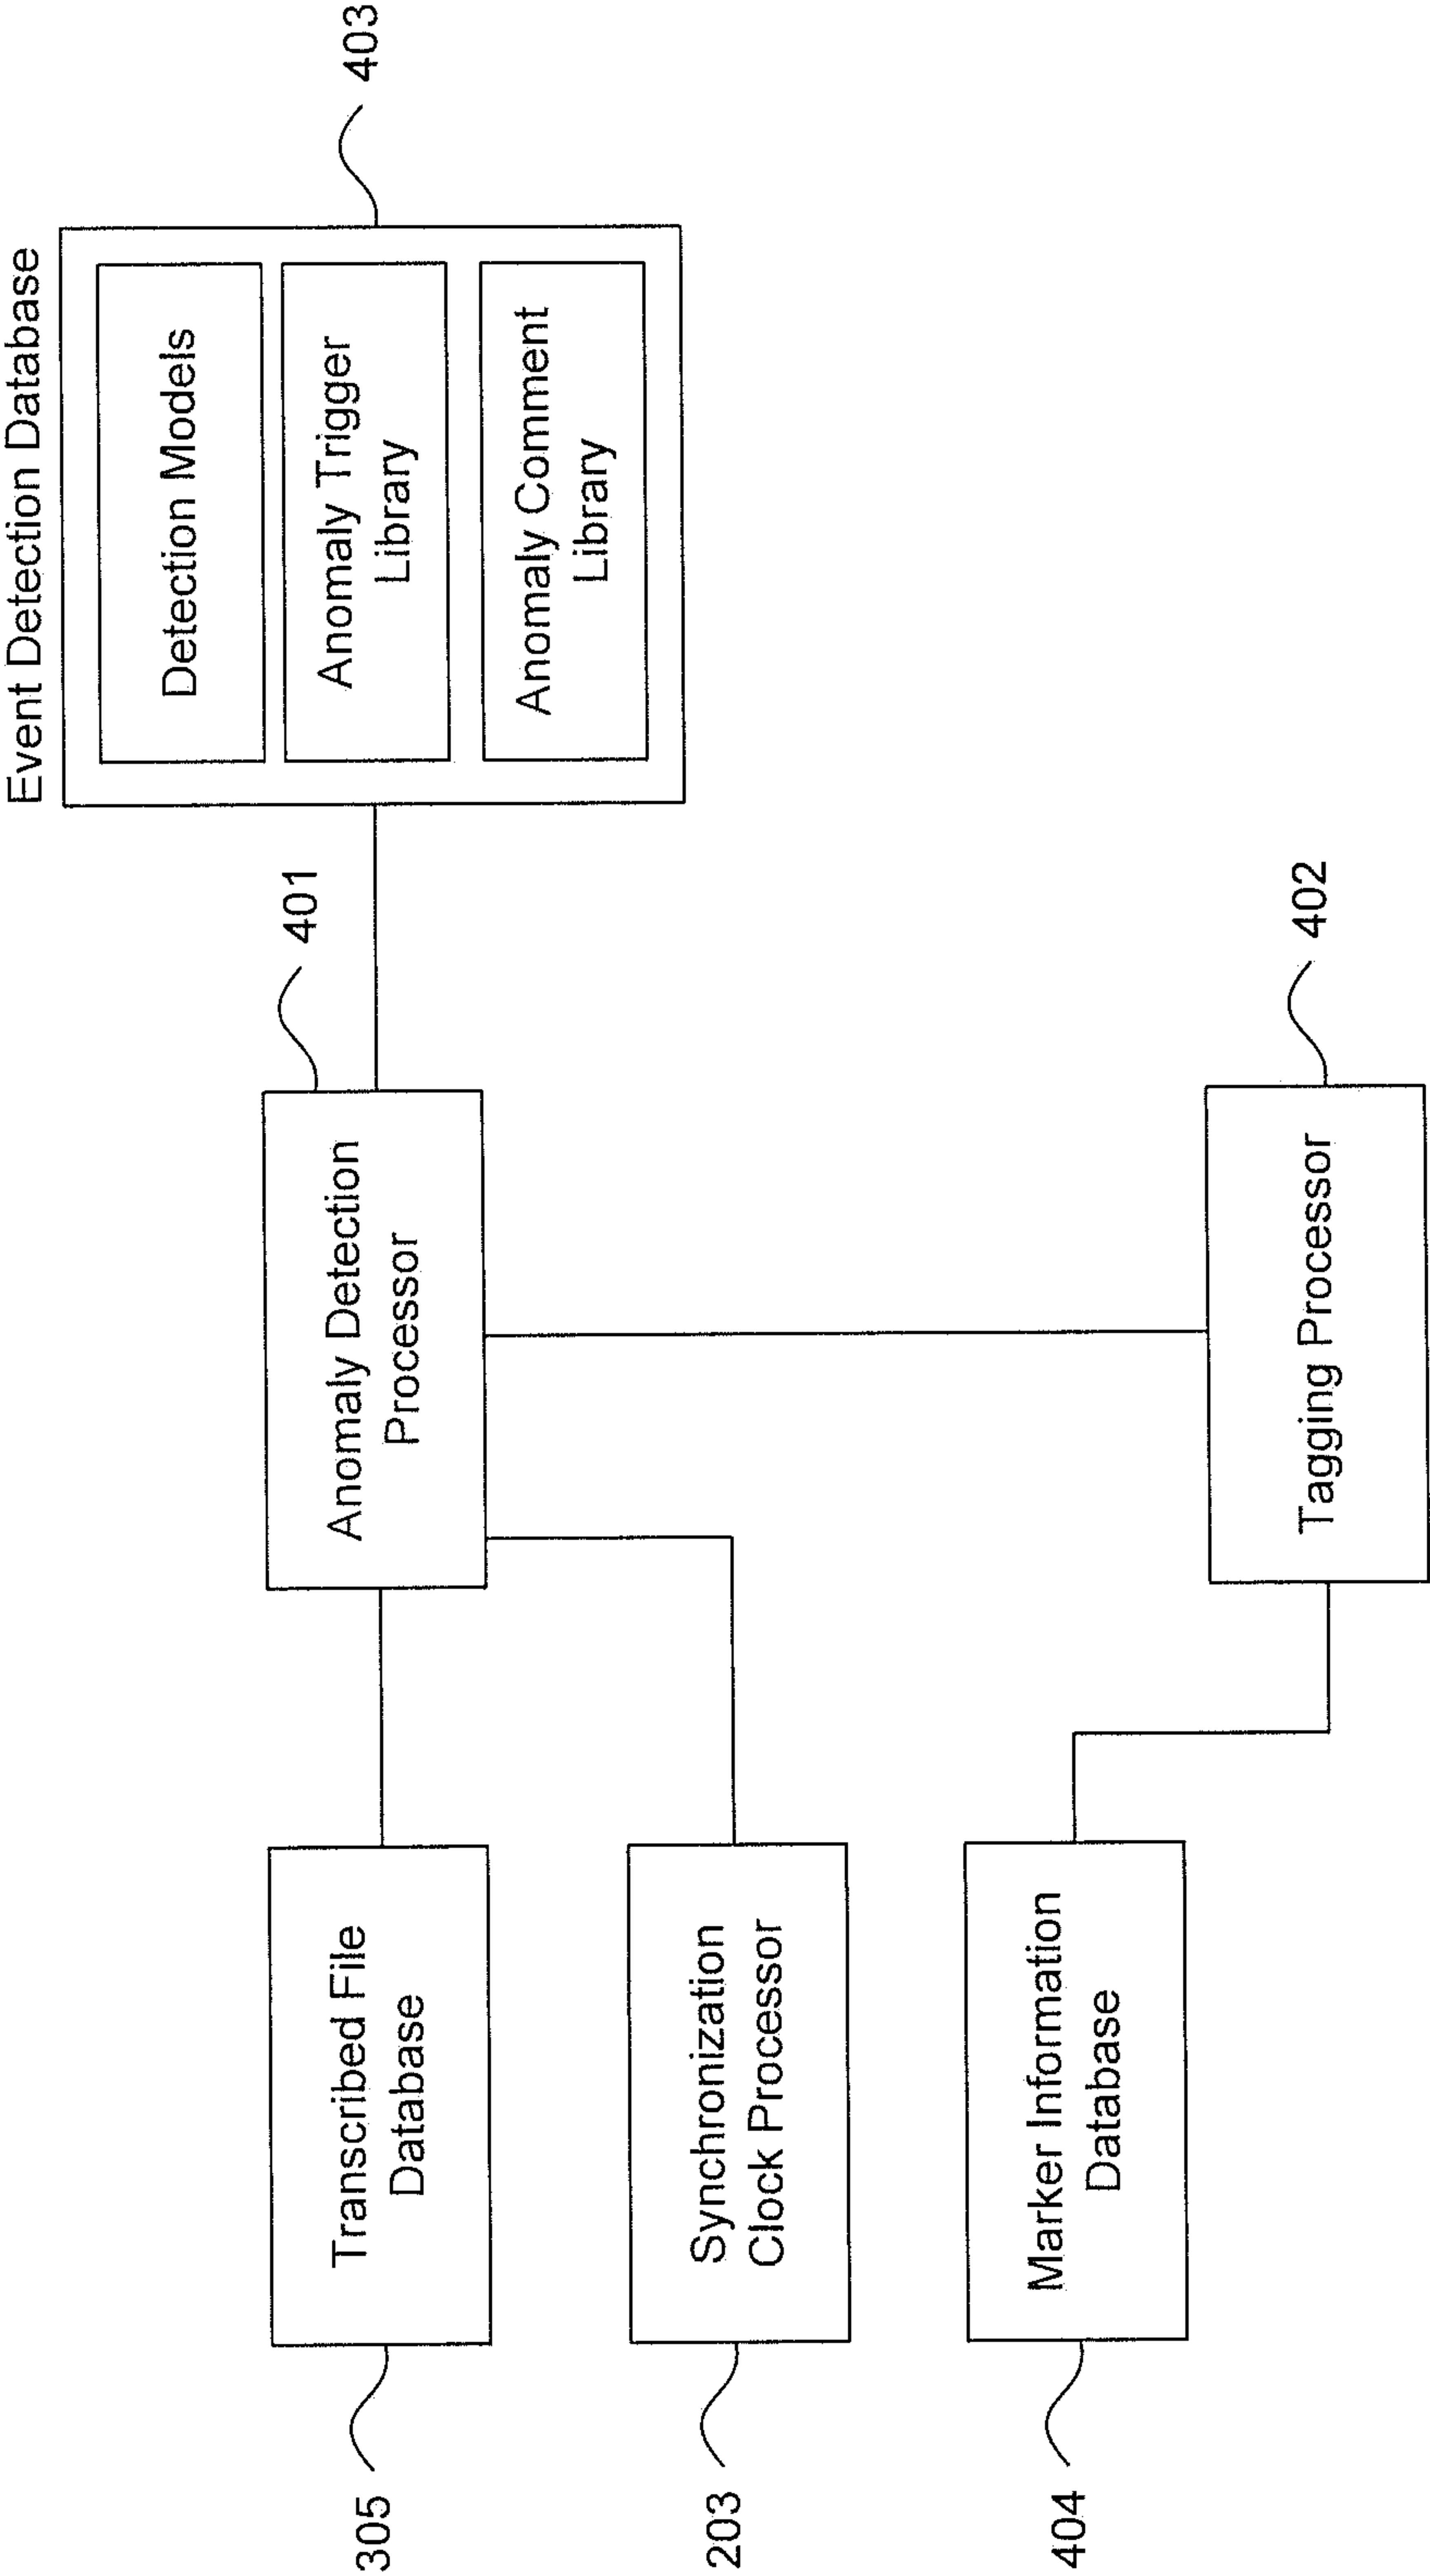 Event Detection Database
403
Detection Models
Anomaly Trigger
Library
Anomaly Comment
Library
401
Anomaly Detection
Processor
Transcribed File
Database
305
Synchronization
Clock Processor
203
402
Tagging Processor
Marker Information
Database
404